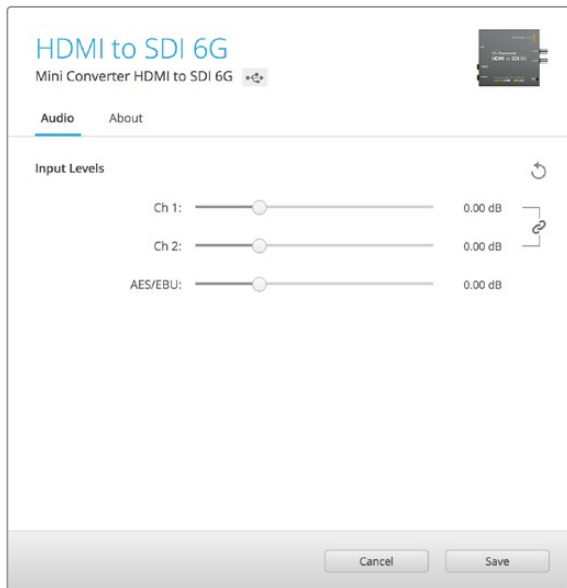 HDMI to SDI 6G
Mini Converter HDMI to SDI 6G
Audio About
Input Levels
Ch 1: 0.00 dB
Ch 2: 0.00 dB
AES/EBU: 0.00 dB
Cancel Save